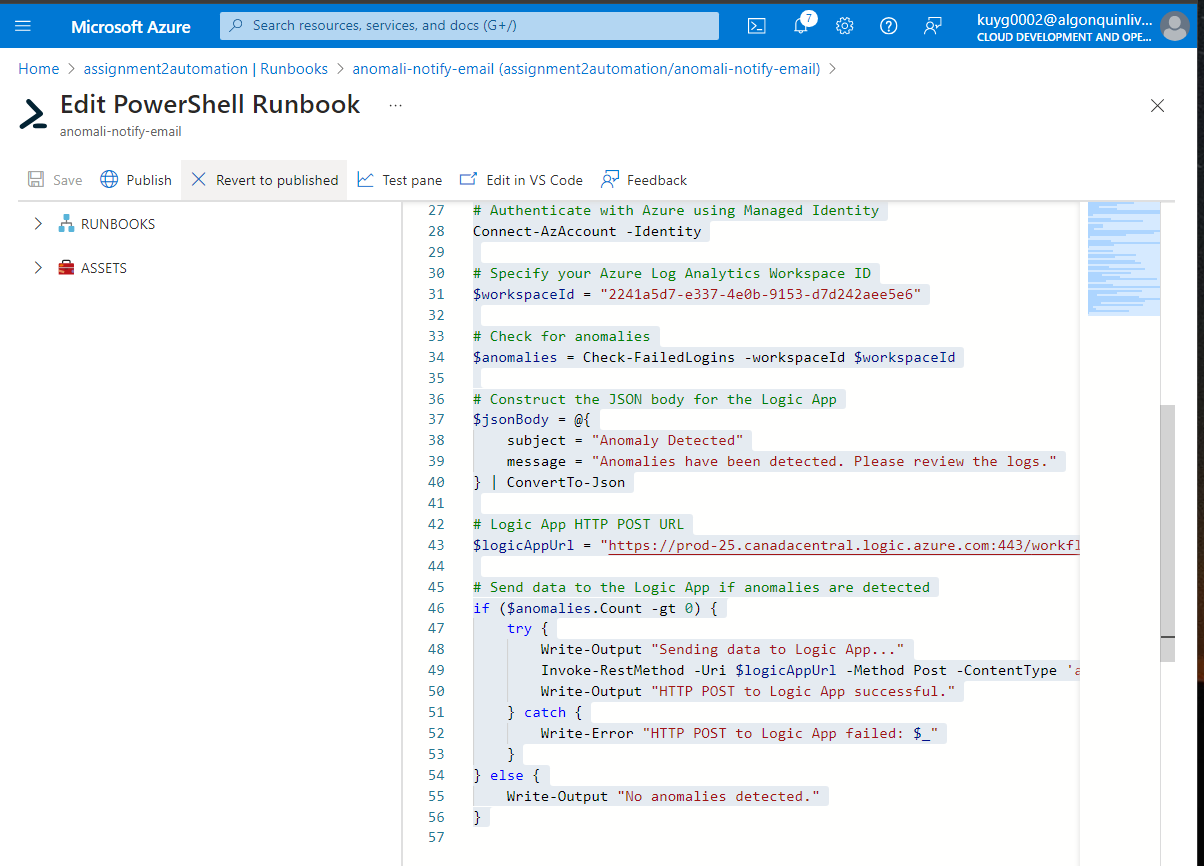 Microsoft Azure
Search resources, services, and docs (G+/)
7
kuyg0002@algonquinliv...
CLOUD DEVELOPMENT AND OPE...
Home > assignment2automation | Runbooks > anomali-notify-email (assignment2automation/anomali-notify-email) >
Edit PowerShell Runbook ...
anomali-notify-email
Save Publish Revert to published Test pane Edit in VS Code Feedback
RUNBOOKS
ASSETS
27 # Authenticate with Azure using Managed Identity
28 Connect-AzAccount -Identity
29
30 # Specify your Azure Log Analytics Workspace ID
31 $workspaceId = "2241a5d7-e337-4e0b-9153-d7d242aee5e6"
32
33 # Check for anomalies
34 $anomalies = Check-FailedLogins -workspaceId $workspaceId
35
36 # Construct the JSON body for the Logic App
37 $jsonBody = @{
38 subject = "Anomaly Detected"
39 message = "Anomalies have been detected. Please review the logs."
40 } | ConvertTo-Json
41
42 # Logic App HTTP POST URL
43 $logicAppUrl = "https://prod-25.canadacentral.logic.azure.com:443/workfl
44
45 # Send data to the Logic App if anomalies are detected
46 if ($anomalies.Count -gt 0) {
47 try {
48 Write-Output "Sending data to Logic App..."
49 Invoke-RestMethod -Uri $logicAppUrl -Method Post -ContentType 'a
50 Write-Output "HTTP POST to Logic App successful."
51 } catch {
52 Write-Error "HTTP POST to Logic App failed: $_"
53 }
54 } else {
55 Write-Output "No anomalies detected."
56 }
57